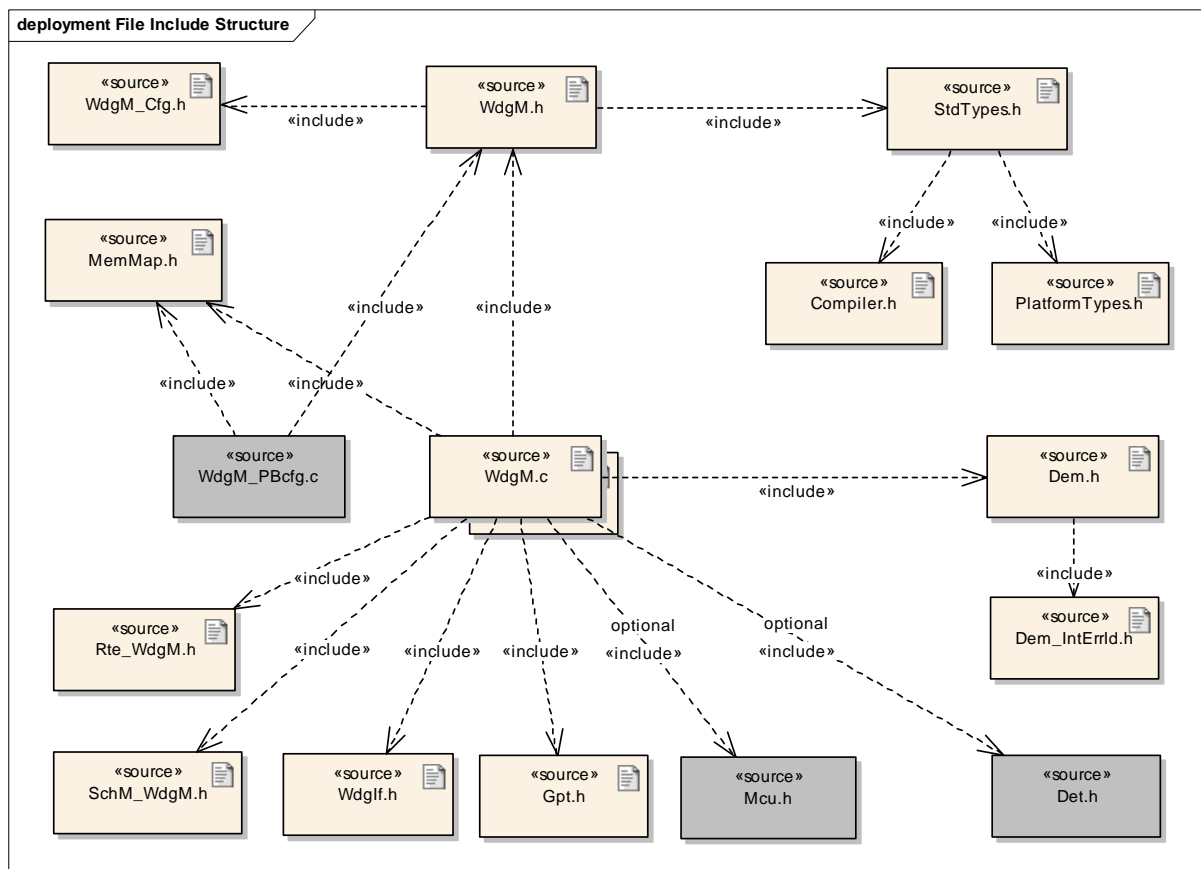 deployment File Include Structure
«source»
WdgM_Cfg.h
«include»
«source»
WdgM.h
«include»
«source»
StdTypes.h
«include»
«include»
«source»
MemMap.h
«source»
Compiler.h
«source»
PlatformTypes.h
«include»
«include»
«include»
«include»
«source»
WdgM_PBcfg.c
«source»
WdgM.c
«include»
«source»
Dem.h
«include»
«source»
Rte_WdgM.h
«include»
«include»
«include»
«include»
optional
«include»
optional
«include»
«source»
Dem_IntErrId.h
«source»
SchM_WdgM.h
«source»
WdgIf.h
«source»
Gpt.h
«source»
Mcu.h
«source»
Det.h